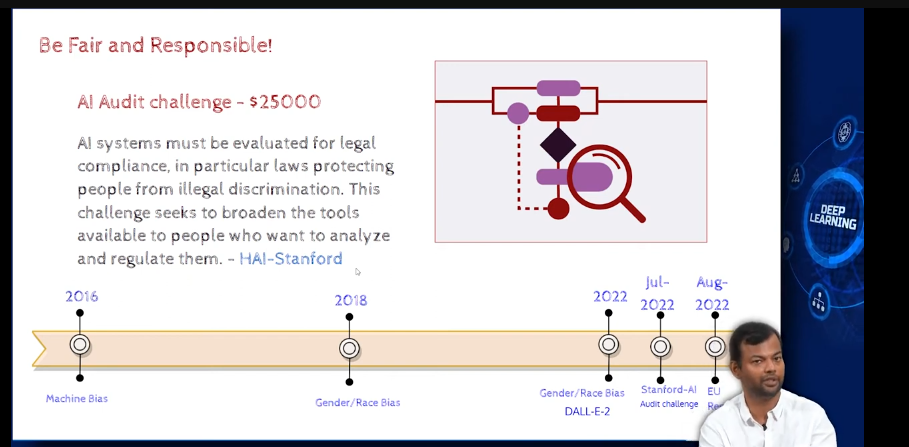 Be Fair and Responsible!
AI Audit challenge - $25000
AI systems must be evaluated for legal
compliance, in particular laws protecting
people from illegal discrimination. This
challenge seeks to broaden the tools
available to people who want to analyze
and regulate them. - HAI-Stanford
2016
2018
2022
Jul-
2022
Aug-
2022
Machine Bias
Gender/Race Bias
Gender/Race Bias
DALL-E-2
Stanford-AI
Audit challenge
EU
DEEP
LEARNING